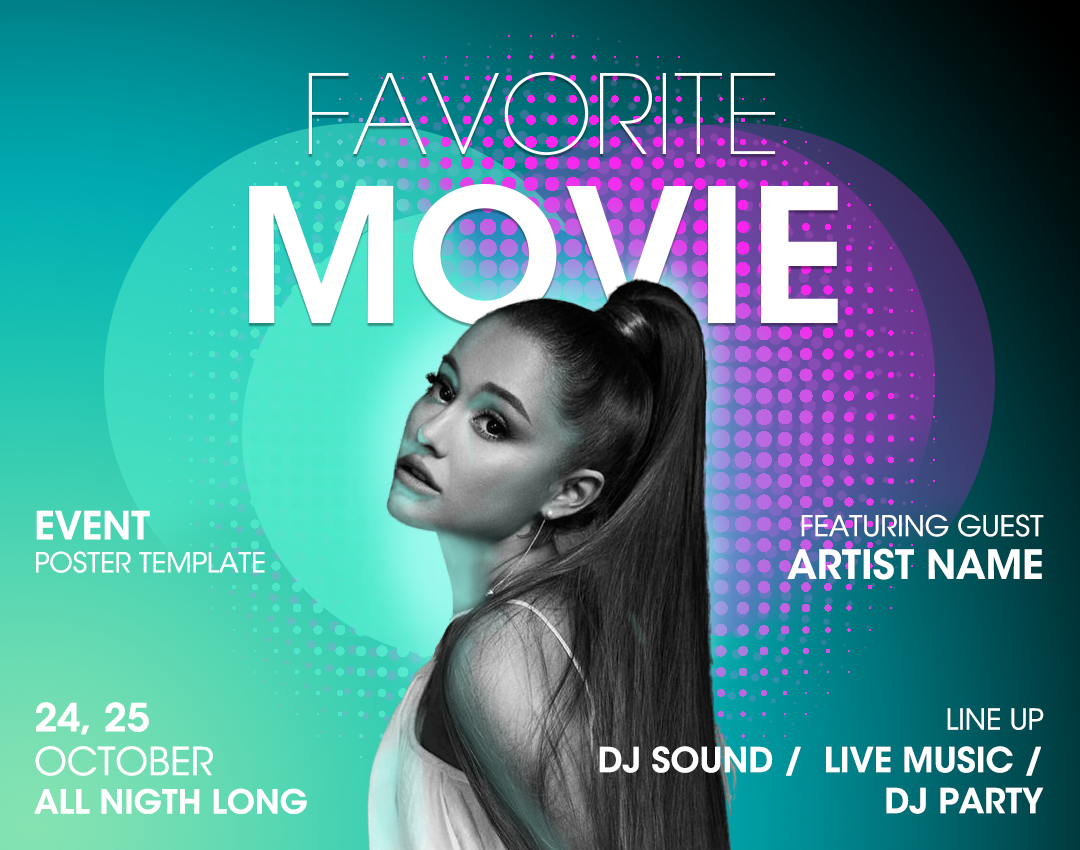 FAVORITE
MOVIE
EVENT
POSTER TEMPLATE
FEATURING GUEST
ARTIST NAME
24, 25
OCTOBER
ALL NIGTH LONG
LINE UP
DJ SOUND / LIVE MUSIC /
DJ PARTY